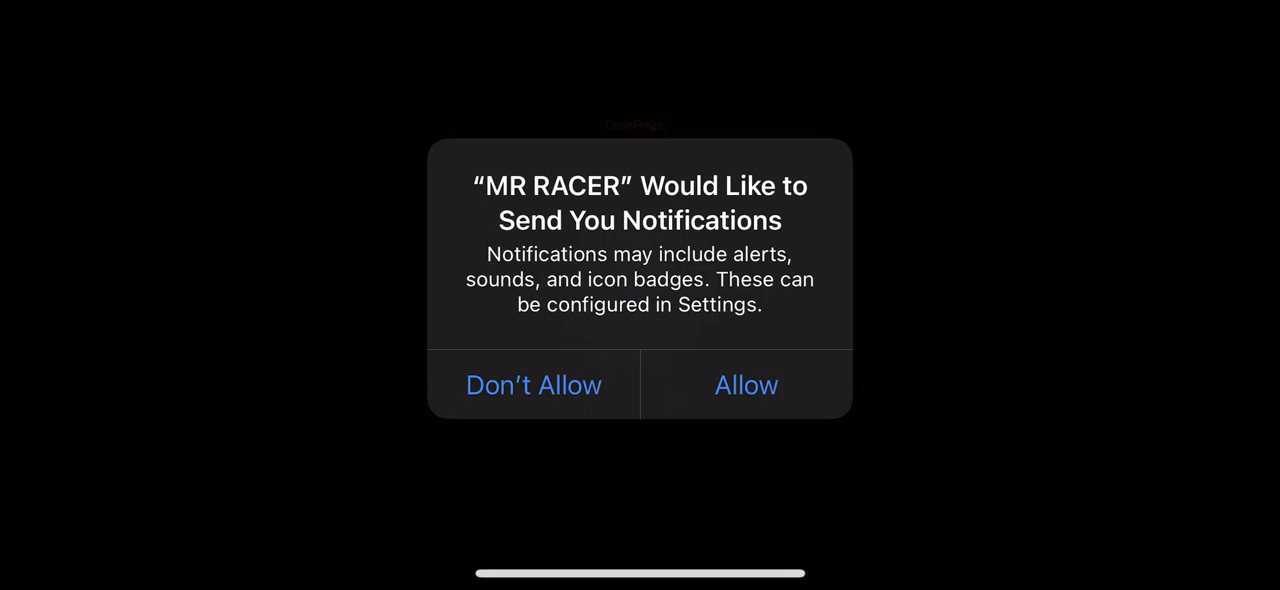 “MR RACER” Would Like to
Send You Notifications
Notifications may include alerts,
sounds, and icon badges. These can
be configured in Settings.
Don’t Allow
Allow